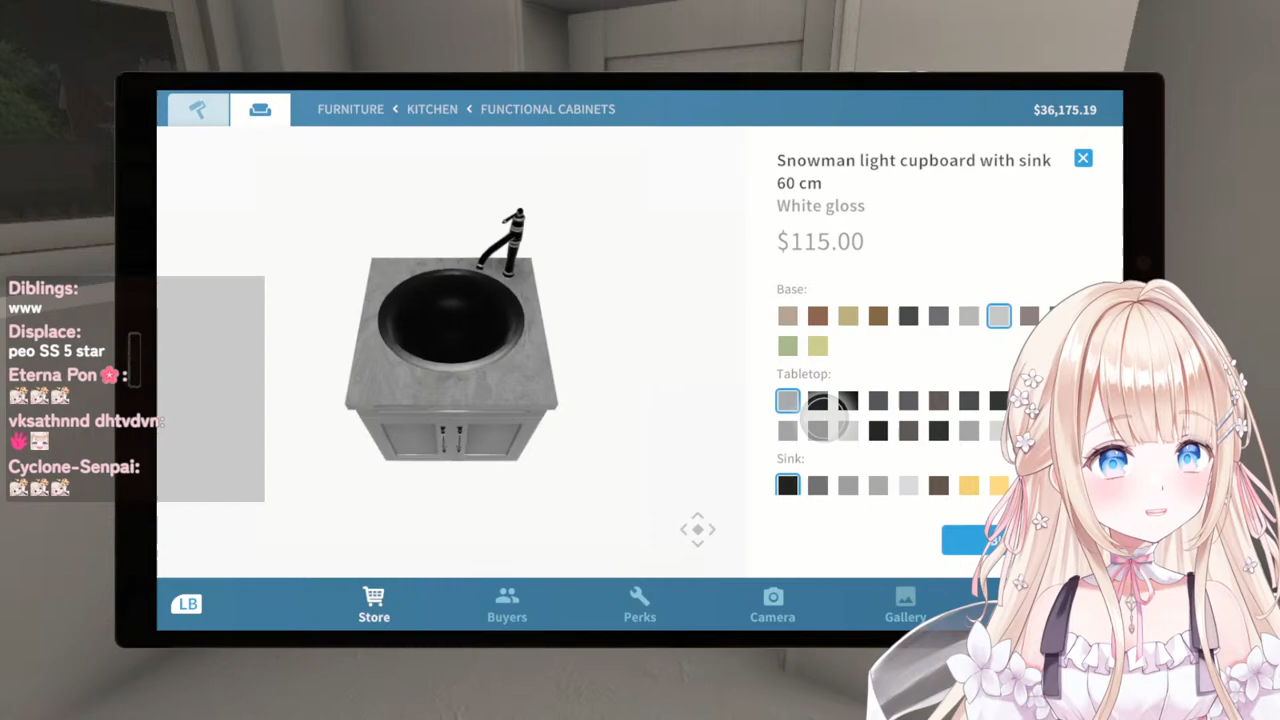 FURNITURE < KITCHEN < FUNCTIONAL CABINETS
$36,175.19
Snowman light cupboard with sink
60 cm
White gloss
$115.00
Base:
Tabletop:
Sink:
Diblings:
www
Displace:
peo SS 5 star
Eterna Pon🌸:
vksathnnd dhtvdvn:
Cyclone-Senpai:
LB
Store
Buyers
Perks
Camera
Gallery